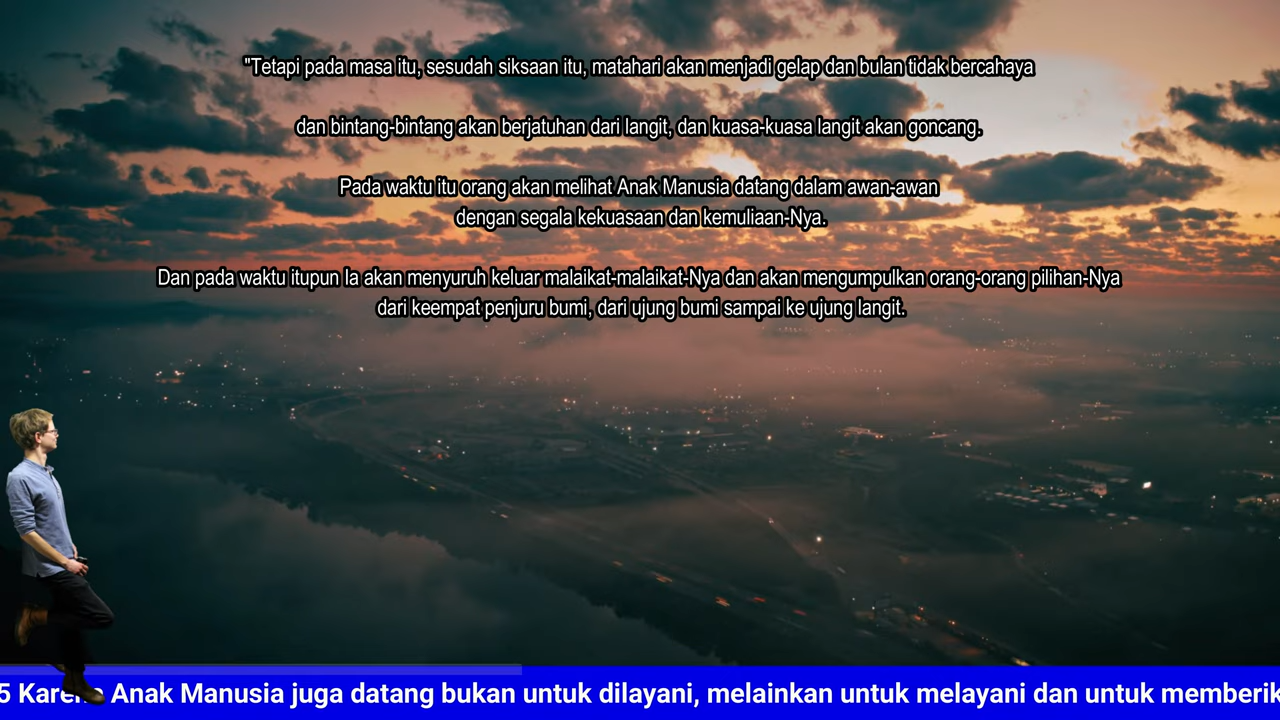 "Tetapi pada masa itu, sesudah siksaan itu, matahari akan menjadi gelap dan bulan tidak bercahaya
dan bintang-bintang akan berjatuhan dari langit, dan kuasa-kuasa langit akan goncang.
Pada waktu itu orang akan melihat Anak Manusia datang dalam awan-awan
dengan segala kekuasaan dan kemuliaan-Nya.
Dan pada waktu itupun Ia akan menyuruh keluar malaikat-malaikat-Nya dan akan mengumpulkan orang-orang pilihan-Nya
dari keempat penjuru bumi, dari ujung bumi sampai ke ujung langit.
5 Karena Anak Manusia juga datang bukan untuk dilayani, melainkan untuk melayani dan untuk memberik